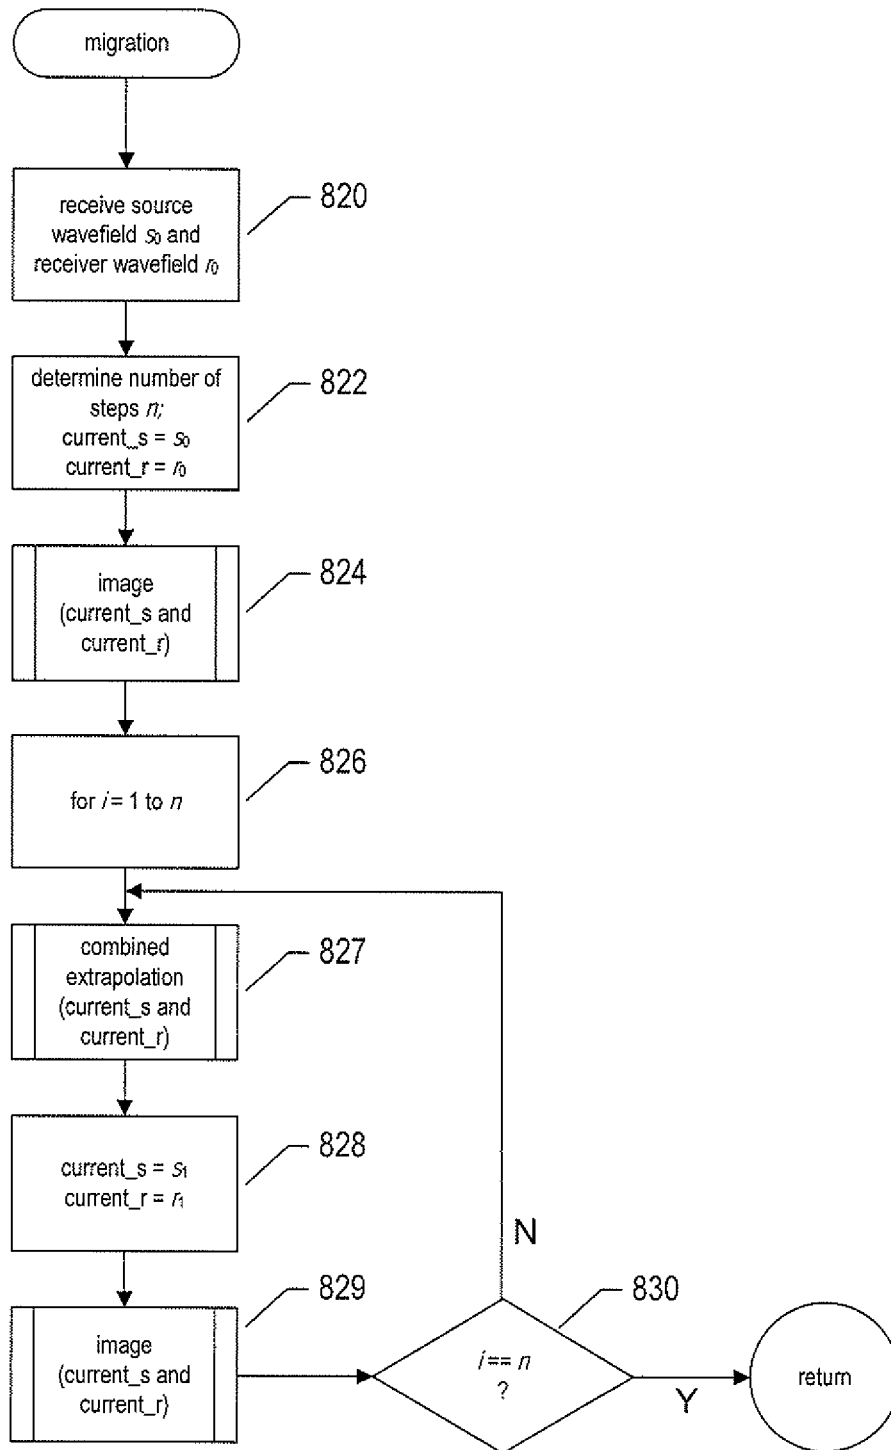 migration
receive source
wavefield s0 and
receiver wavefield r0
820
determine number of
steps n;
current_s = s0
current_r = r0
822
image
(current_s and
current_r)
824
for i = 1 to n
826
combined
extrapolation
(current_s and
current_r)
827
current_s = s1
current_r = r1
828
N
image
(current_s and
current_r)
829
i == n
?
830
Y
return